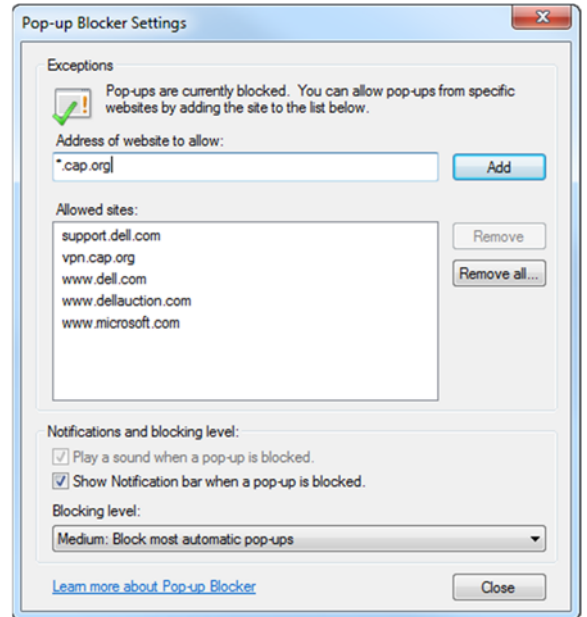 Pop-up Blocker Settings
Exceptions
Pop-ups are currently blocked. You can allow pop-ups from specific
websites by adding the site to the list below.
Address of website to allow:
*.cap.org
Add
Allowed sites:
support.dell.com
vpn.cap.org
www.dell.com
www.dellauction.com
www.microsoft.com
Remove
Remove all...
Notifications and blocking level:
Play a sound when a pop-up is blocked.
Show Notification bar when a pop-up is blocked.
Blocking level:
Medium: Block most automatic pop-ups
Learn more about Pop-up Blocker
Close